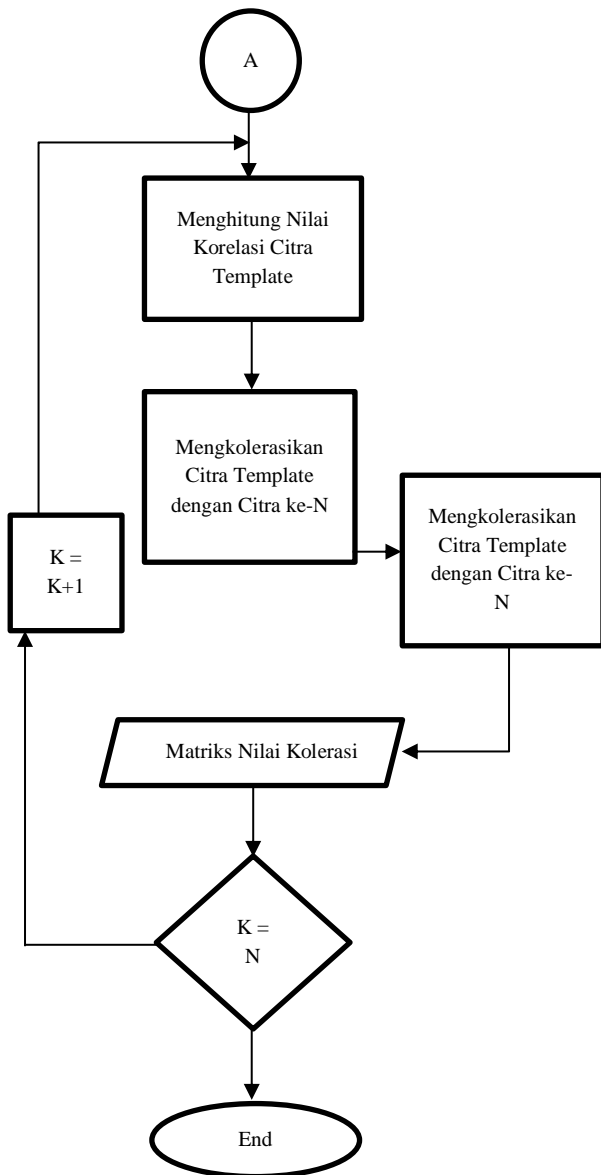 A
Menghitung Nilai
Korelasi Citra
Template
Mengkolerasikan
Citra Template
dengan Citra ke-N
Mengkolerasikan
Citra Template
dengan Citra ke-
N
K =
K+1
Matriks Nilai Kolerasi
K =
N
End